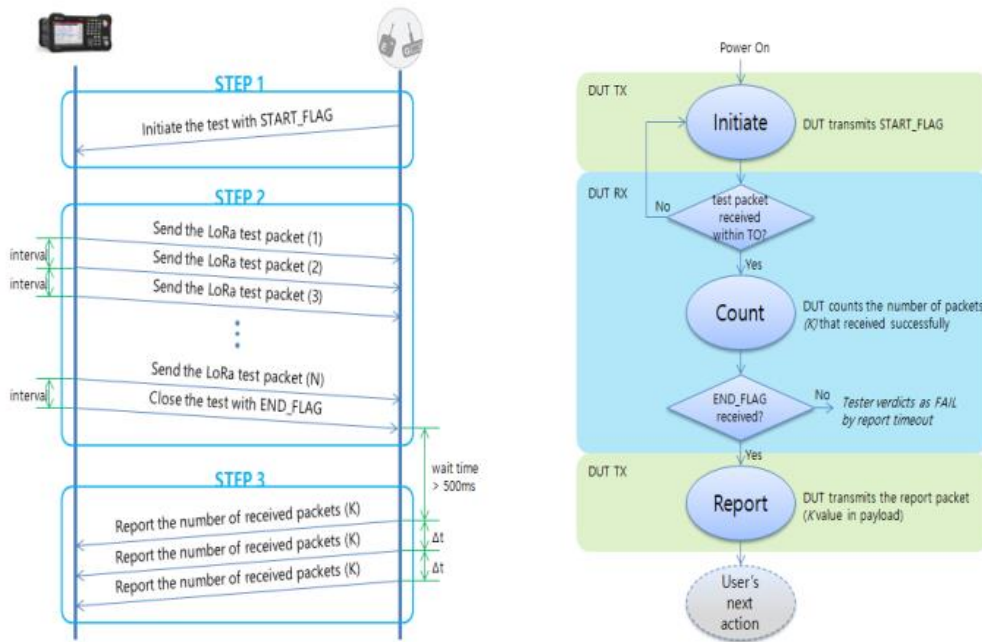 STEP 1
Initiate the test with START_FLAG
STEP 2
Send the LoRa test packet (1)
interval
Send the LoRa test packet (2)
interval
Send the LoRa test packet (3)
Send the LoRa test packet (N)
interval
Close the test with END_FLAG
wait time
> 500ms
STEP 3
Report the number of received packets (K)
Δt
Report the number of received packets (K)
Δt
Report the number of received packets (K)
Power On
DUT TX
Initiate
DUT transmits START_FLAG
DUT RX
test packet
received
within TO?
No
Yes
Count
DUT counts the number of packets
(K) that received successfully
END_FLAG
received?
No
Tester verdicts as FAIL
by report timeout
Yes
DUT TX
Report
DUT transmits the report packet
(K value in payload)
User's
next
action